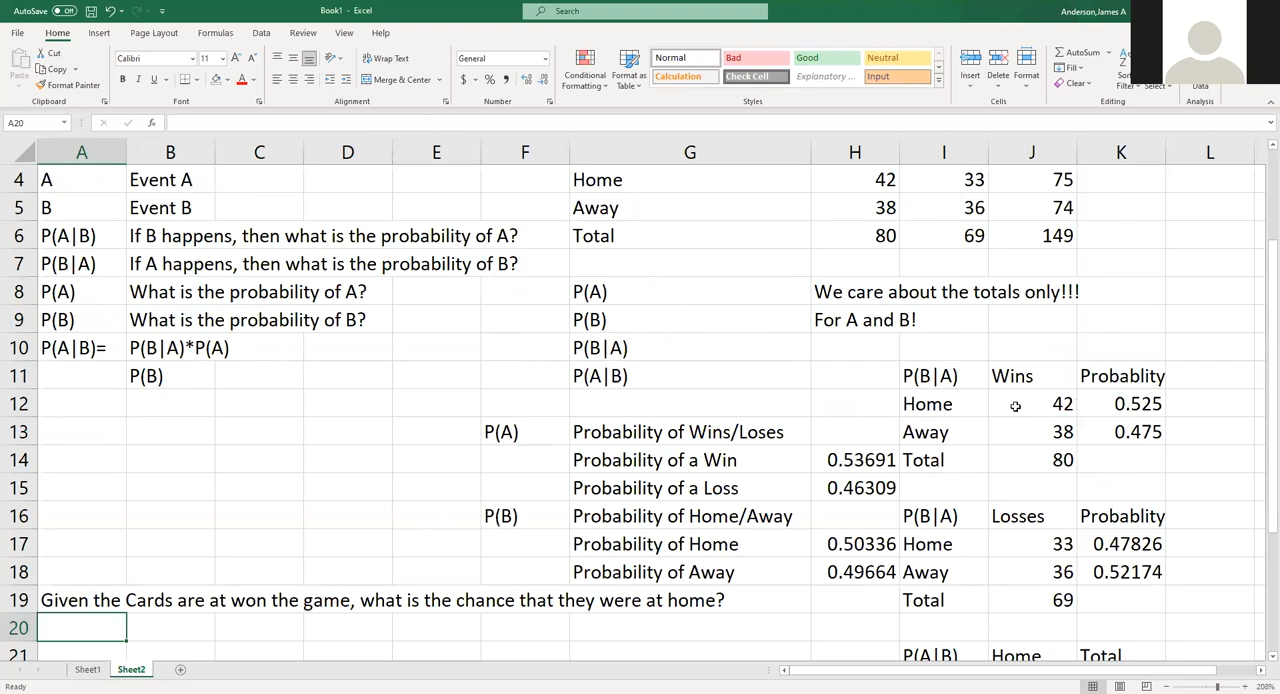 AutoSave Off Book1 - Excel Search Anderson,James A
File Home Insert Page Layout Formulas Data Review View Help
Paste Cut Copy Format Painter
Calibri 11 B I U
Wrap Text Merge & Center
General $ % 9
Conditional Formatting Format as Table
Normal Bad Good Neutral
Calculation Check Cell Explanatory ... Input
Insert Delete Format
AutoSum Fill Clear
Filter Select Data
Clipboard Font Alignment Number Styles Cells Editing Analysis
A20 fx
A B C D E F G H I J K L
4 A Event A Home 42 33 75
5 B Event B Away 38 36 74
6 P(A|B) If B happens, then what is the probability of A? Total 80 69 149
7 P(B|A) If A happens, then what is the probability of B?
8 P(A) What is the probability of A? P(A) We care about the totals only!!!
9 P(B) What is the probability of B? P(B) For A and B!
10 P(A|B)= P(B|A)*P(A) P(B|A)
11 P(B) P(A|B) P(B|A) Wins Probablity
12 Home 42 0.525
13 P(A) Probability of Wins/Loses Away 38 0.475
14 Probability of a Win 0.53691 Total 80
15 Probability of a Loss 0.46309
16 P(B) Probability of Home/Away P(B|A) Losses Probablity
17 Probability of Home 0.50336 Home 33 0.47826
18 Probability of Away 0.49664 Away 36 0.52174
19 Given the Cards are at won the game, what is the chance that they were at home? Total 69
20
21 P(A|B) Home Total
Sheet1 Sheet2
Ready 208%